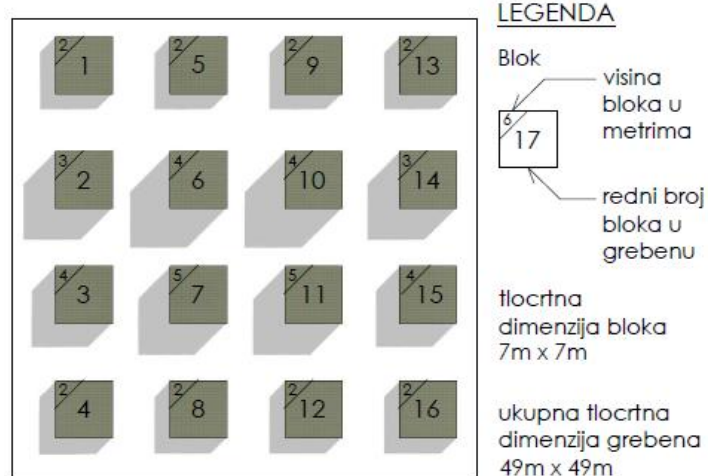 LEGENDA
Blok
visina
bloka u
metrima
6
17
redni broj
bloka u
grebenu
tlocrtna
dimenzija bloka
7m x 7m
ukupna tlocrtna
dimenzija grebena
49m x 49m
2 1
2 5
2 9
2 13
3 2
4 6
4 10
3 14
4 3
5 7
5 11
4 15
2 4
2 8
2 12
2 16